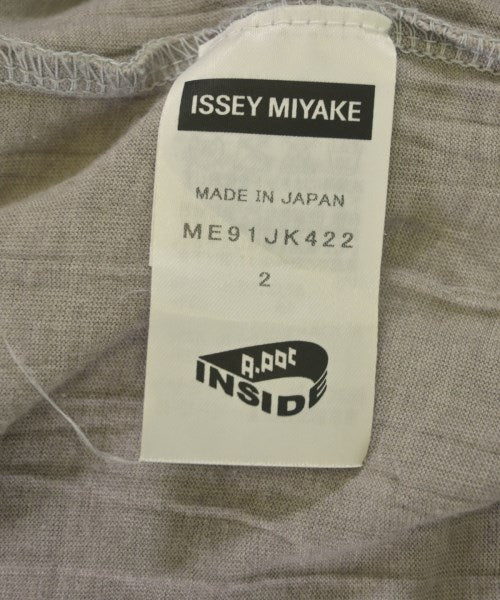 ISSEY MIYAKE
MADE IN JAPAN
ME91JK422
2
A.POC
INSIDE